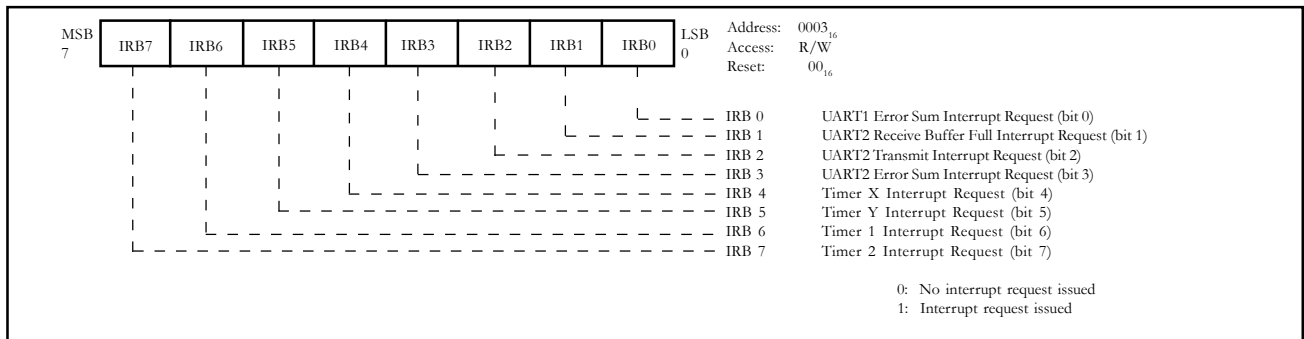 MSB 7 IRB7 IRB6 IRB5 IRB4 IRB3 IRB2 IRB1 IRB0 LSB 0
Address: 0003₁₆
Access: R/W
Reset: 00₁₆
IRB 0 UART1 Error Sum Interrupt Request (bit 0)
IRB 1 UART2 Receive Buffer Full Interrupt Request (bit 1)
IRB 2 UART2 Transmit Interrupt Request (bit 2)
IRB 3 UART2 Error Sum Interrupt Request (bit 3)
IRB 4 Timer X Interrupt Request (bit 4)
IRB 5 Timer Y Interrupt Request (bit 5)
IRB 6 Timer 1 Interrupt Request (bit 6)
IRB 7 Timer 2 Interrupt Request (bit 7)
0: No interrupt request issued
1: Interrupt request issued